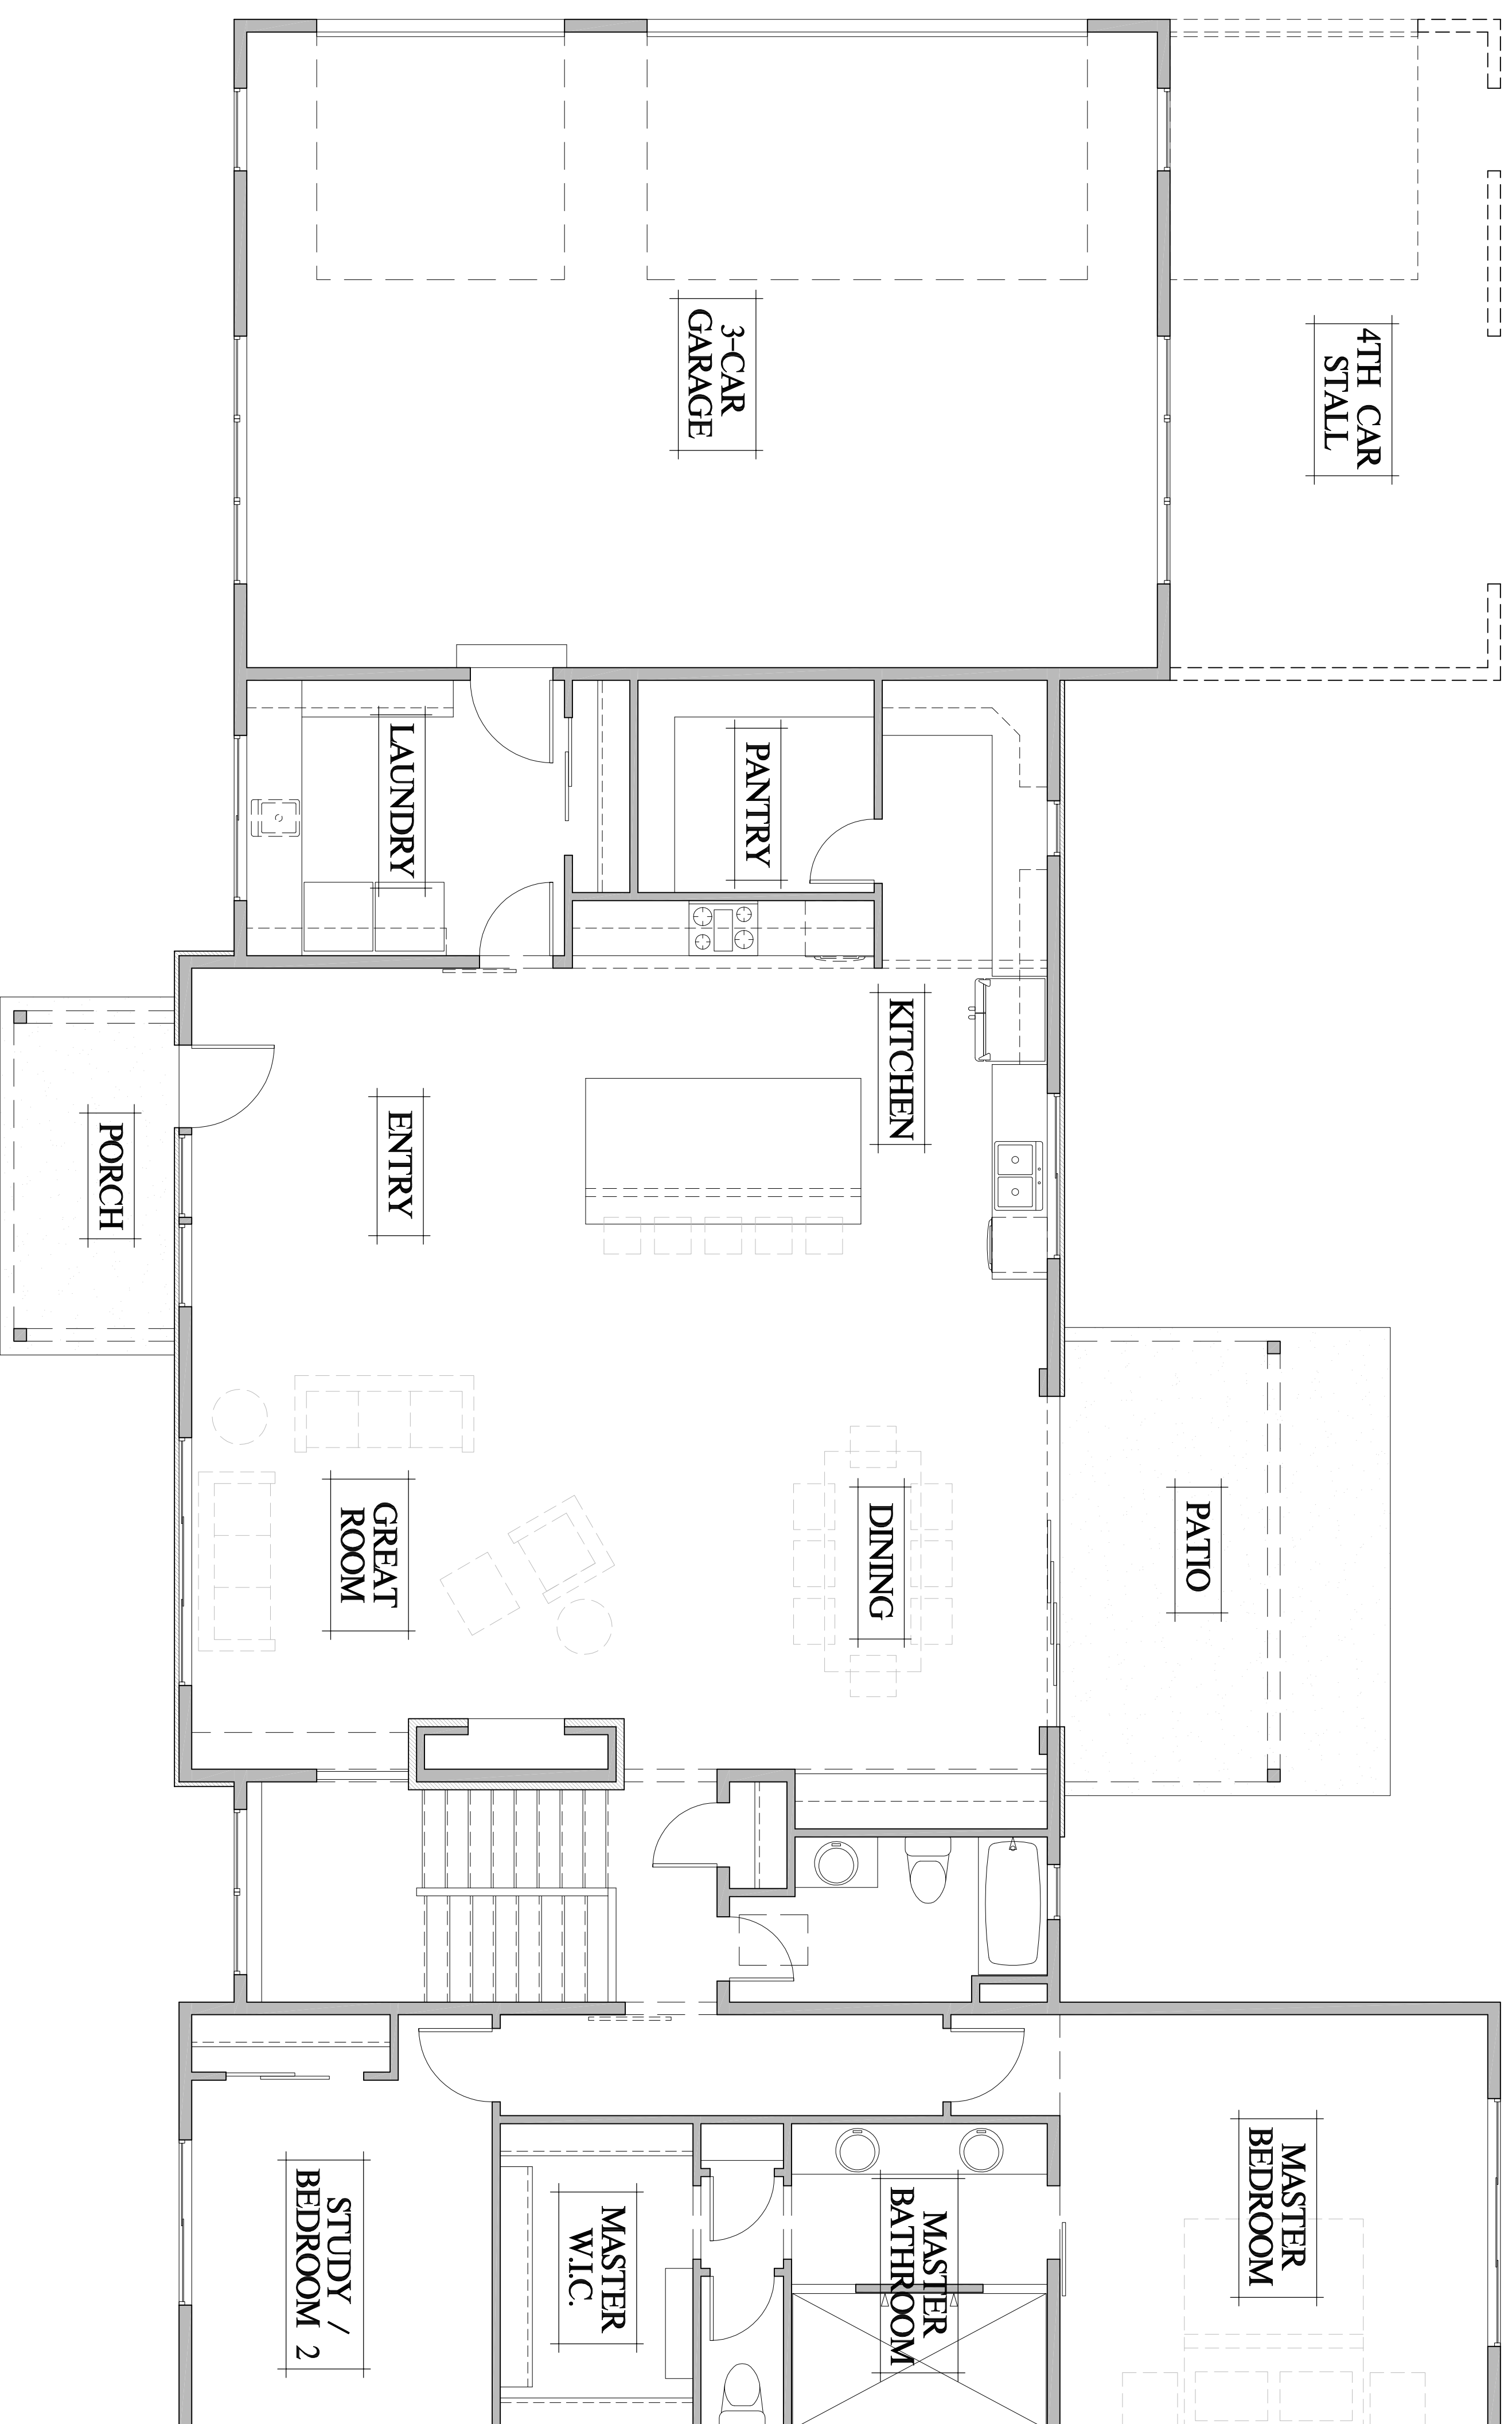 4TH CAR
STALL
3-CAR
GARAGE
LAUNDRY
PANTRY
KITCHEN
ENTRY
PORCH
GREAT
ROOM
DINING
PATIO
MASTER
BEDROOM
MASTER
BATHROOM
MASTER
W.I.C.
STUDY /
BEDROOM 2